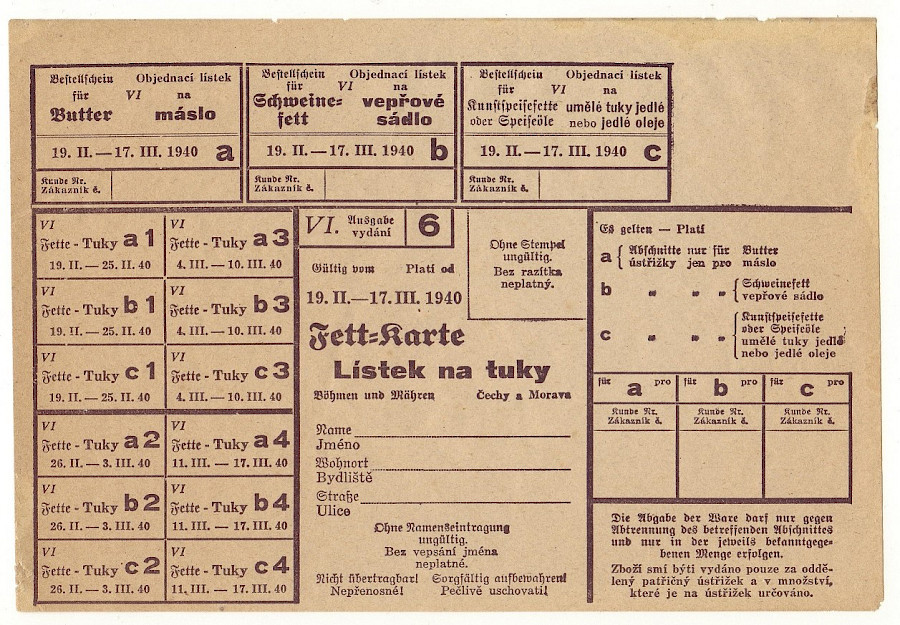 Bestellschein Objednací lístek
für VI na
Butter máslo
19. II.—17. III. 1940 a
Kunde Nr.
Zákazník č.
Bestellschein Objednací lístek
für VI na
Schweine= vepřové
fett sádlo
19. II.—17. III. 1940 b
Kunde Nr.
Zákazník č.
Bestellschein Objednací lístek
für VI na
Kunstspeisefette umělé tuky jedlé
oder Speiseöle nebo jedlé oleje
19. II.—17. III. 1940 c
Kunde Nr.
Zákazník č.
VI
Fette - Tuky a 1
19. II. — 25. II. 40
VI
Fette - Tuky a 3
4. III. — 10. III. 40
VI
Fette - Tuky b 1
19. II. — 25. II. 40
VI
Fette - Tuky b 3
4. III. — 10. III. 40
VI
Fette - Tuky c 1
19. II. — 25. II. 40
VI
Fette - Tuky c 3
4. III. — 10. III. 40
VI
Fette - Tuky a 2
26. II. — 3. III. 40
VI
Fette - Tuky a 4
11. III. — 17. III. 40
VI
Fette - Tuky b 2
26. II. — 3. III. 40
VI
Fette - Tuky b 4
11. III. — 17. III. 40
VI
Fette - Tuky c 2
26. II. — 3. III. 40
VI
Fette - Tuky c 4
11. III. — 17. III. 40
VI. Ausgabe vydání 6
Ohne Stempel
ungültig.
Bez razítka
neplatný.
Gültig vom Platí od
19. II.—17. III. 1940
Fett=Karte
Lístek na tuky
Böhmen und Mähren Čechy a Morava
Name
Jméno
Wohnort
Bydliště
Straße
Ulice
Ohne Namenseintragung
ungültig.
Bez vepsání jména
neplatné.
Nicht übertragbar! Sorgfältig aufbewahren!
Nepřenosné! Pečlivě uschovati!
Es gelten — Platí
a { Abschnitte nur für Butter
ústřižky jen pro máslo
b " " " { Schweinefett
vepřové sádlo
c " " " { Kunstspeisefette
oder Speiseöle
umělé tuky jedlé
nebo jedlé oleje
für a pro für b pro für c pro
Kunde Nr. Kunde Nr. Kunde Nr.
Zákazník č. Zákazník č. Zákazník č.
Die Abgabe der Ware darf nur gegen
Abtrennung des betreffenden Abschnittes
und nur in der jeweils bekanntgege-
benen Menge erfolgen.
Zboží smí býti vydáno pouze za oddě-
lený patřičný ústřižek a v množství,
které je na ústřižek určováno.